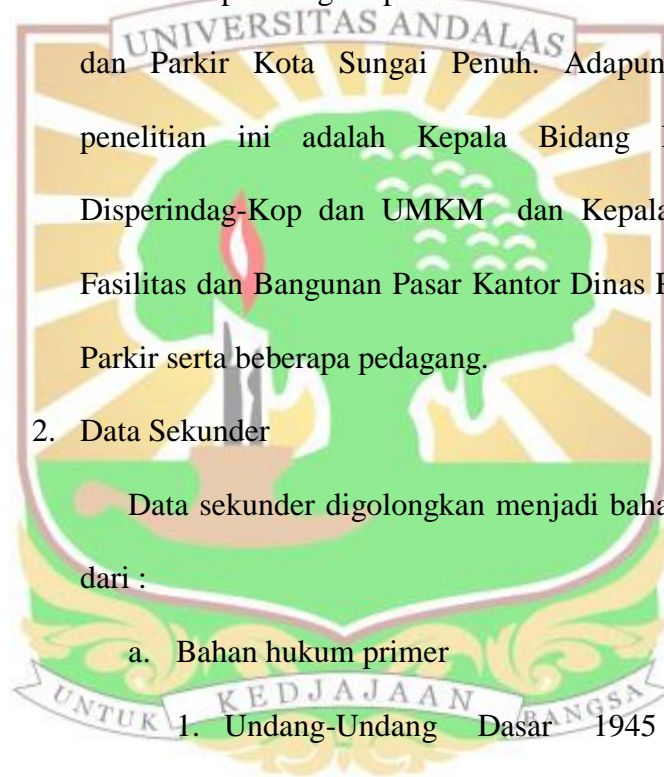 UNIVERSITAS ANDALAS
dan Parkir Kota Sungai Penuh. Adapun
penelitian ini adalah Kepala Bidang
Disperindag-Kop dan UMKM dan Kepala
Fasilitas dan Bangunan Pasar Kantor Dinas
Parkir serta beberapa pedagang.
2. Data Sekunder
Data sekunder digolongkan menjadi baha
dari :
a. Bahan hukum primer
UNTUK KEDJAJAAN BANGSA
1. Undang-Undang Dasar 1945